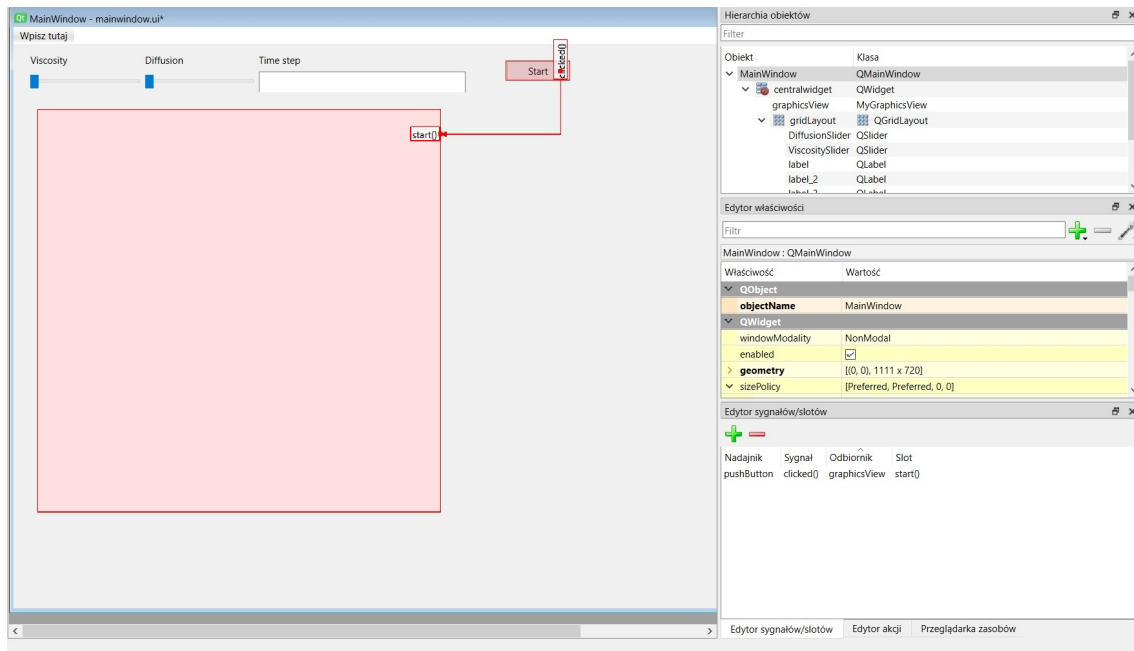 MainWindow - mainwindow.ui*
Wpisz tutaj
Viscosity
Diffusion
Time step
Start
clicked()
start()
Hierarchia obiektów
Filter
Obiekt Klasa
MainWindow QMainWindow
centralwidget QWidget
graphicsView MyGraphicsView
gridLayout QGridLayout
DiffusionSlider QSlider
ViscositySlider QSlider
label QLabel
label_2 QLabel
Edytor właściwości
Filtr
MainWindow : QMainWindow
Właściwość Wartość
QObject
objectName MainWindow
QWidget
windowModality NonModal
enabled
geometry [(0, 0), 1111 x 720]
sizePolicy [Preferred, Preferred, 0, 0]
Edytor sygnałów/slotów
Nadajnik Sygnał Odbiornik Slot
pushButton clicked() graphicsView start()
Edytor sygnałów/slotów Edytor akcji Przeglądarka zasobów